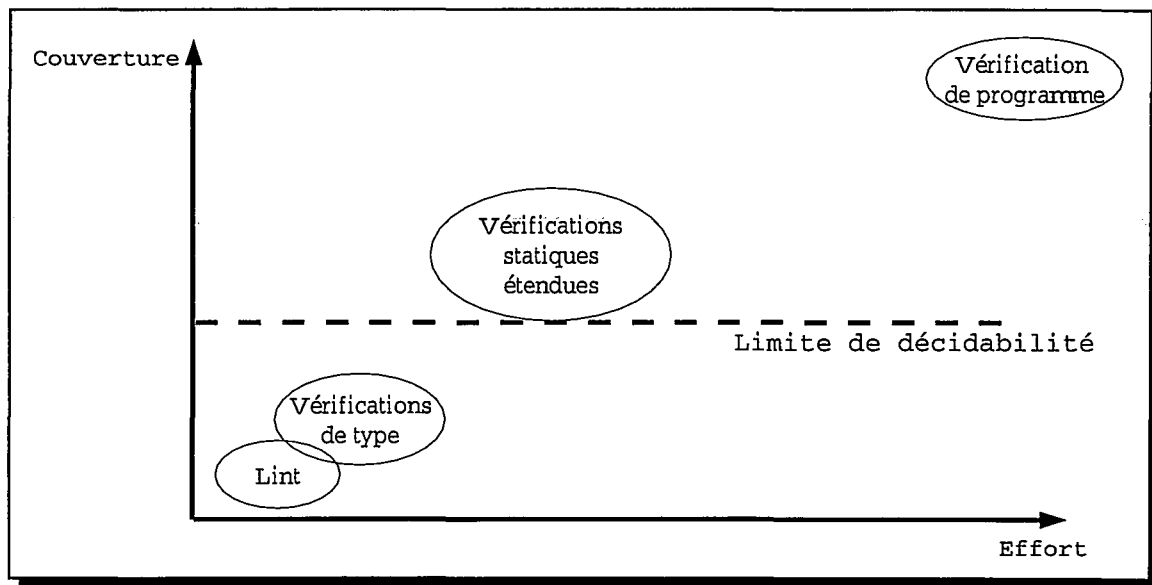 Couverture
Vérification
de programme
Vérifications
statiques
étendues
Limite de décidabilité
Vérifications
de type
Lint
Effort